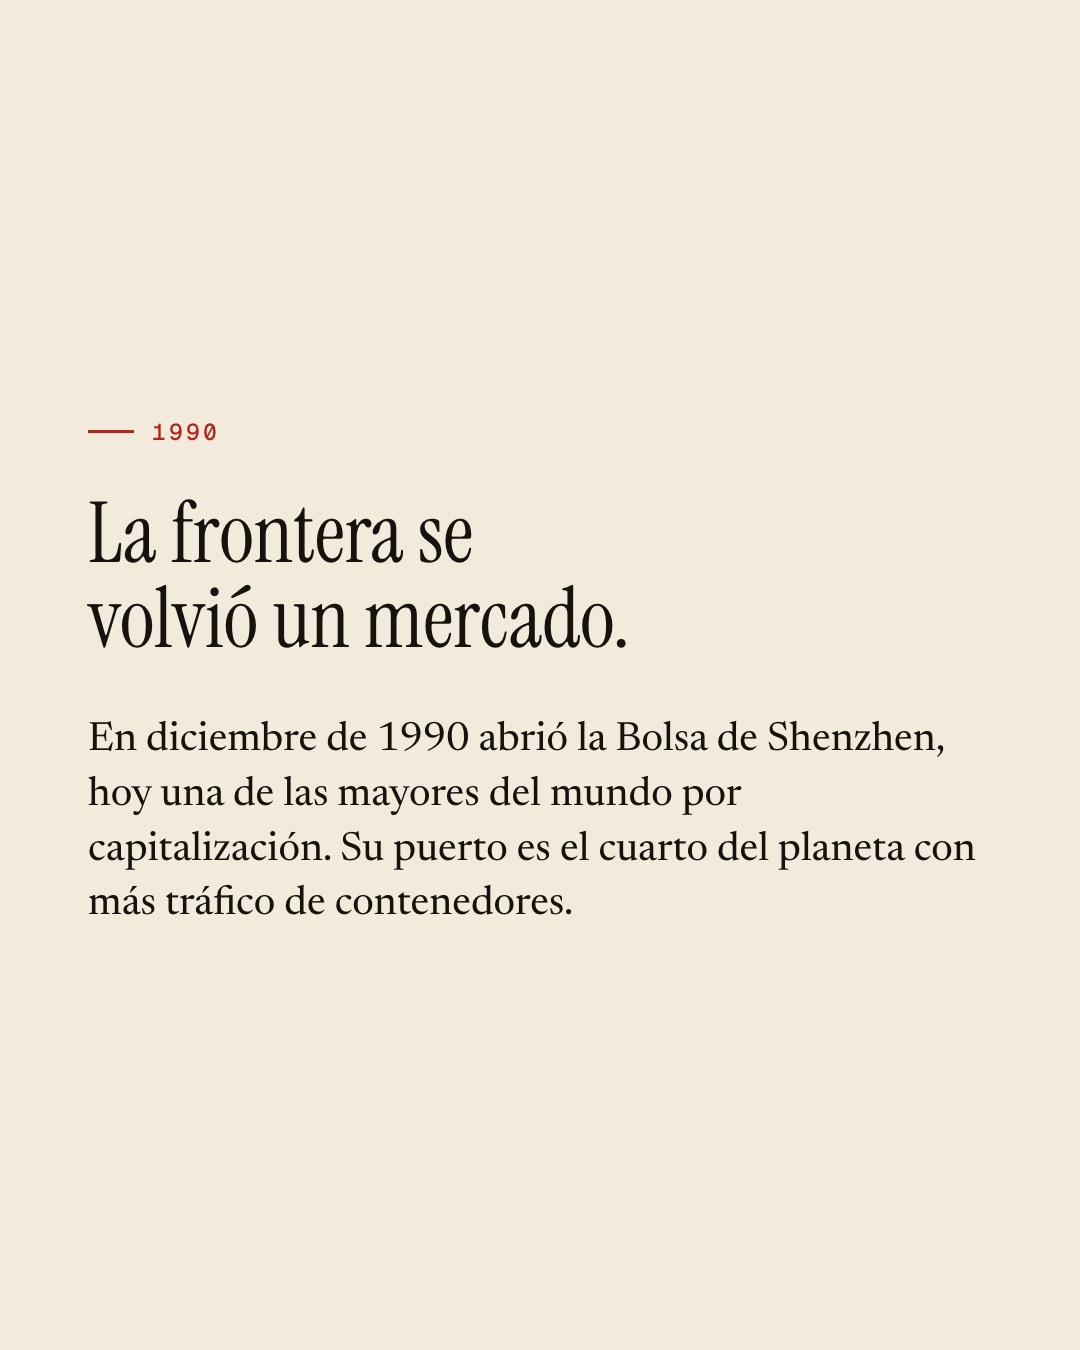 1990
La frontera se
volvió un mercado.
En diciembre de 1990 abrió la Bolsa de Shenzhen,
hoy una de las mayores del mundo por
capitalización. Su puerto es el cuarto del planeta con
más tráfico de contenedores.